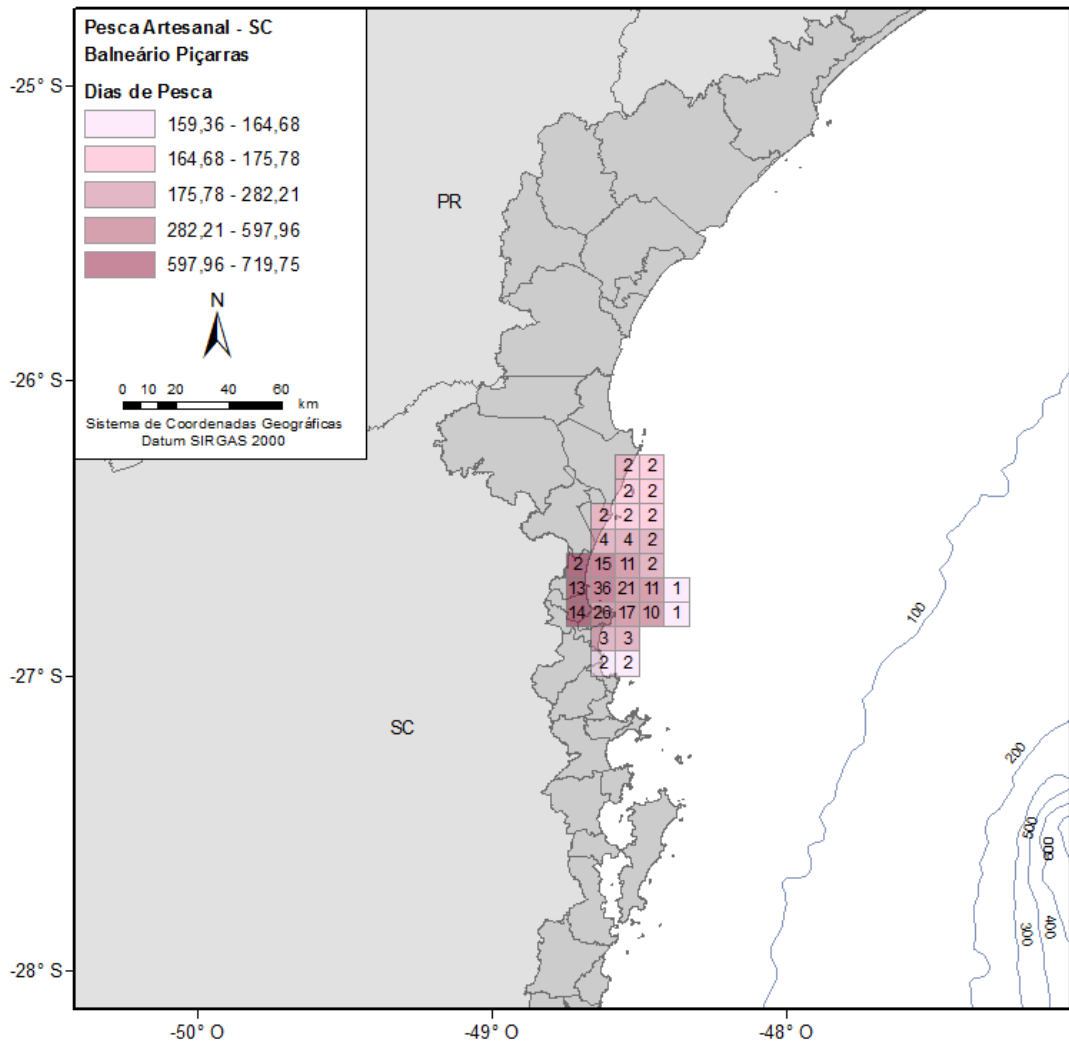 Pesca Artesanal - SC
Balneário Piçarras
Dias de Pesca
159,36 - 164,68
164,68 - 175,78
175,78 - 282,21
282,21 - 597,96
597,96 - 719,75
N
0 10 20 40 60
km
Sistema de Coordenadas Geográficas
Datum SIRGAS 2000
-25° S
PR
-26° S
2 2
2 2
2 2 2
4 4 2
2 15 11 2
13 36 21 11 1
14 26 17 10 1
3 3
2 2
100
-27° S
SC
200
500
600
400
300
-28° S
-50° O -49° O -48° O